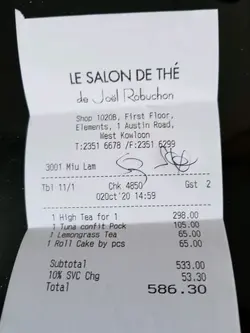 LE SALON DE THÉ
de Joël Robuchon
Shop 1020B, First Floor,
Elements, 1 Austin Road,
West Kowloon
T:2351 6678 /F:2351 6299
3001 Miu Lam
Tbl 11/1 Chk 4850 Gst 2
02Oct'20 14:59
1 High Tea for 1 298.00
1 Tuna confit Pock 105.00
1 Lemongrass Tea 65.00
1 Roll Cake by pcs 65.00
Subtotal 533.00
10% SVC Chg 53.30
Total 586.30